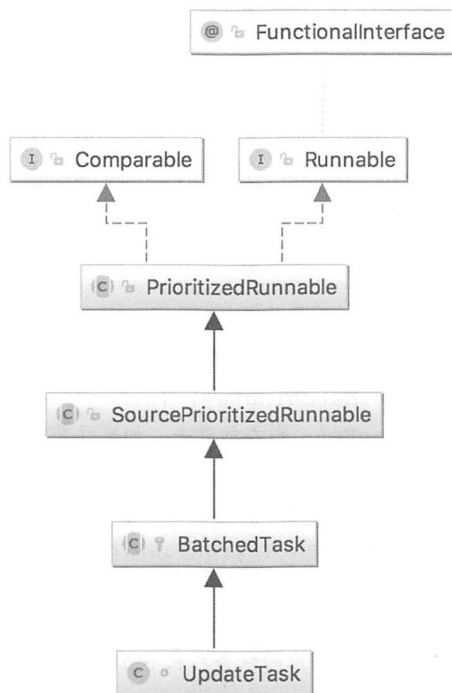 @ FunctionalInterface
I Comparable
I Runnable
C PrioritizedRunnable
C SourcePrioritizedRunnable
C BatchedTask
C UpdateTask